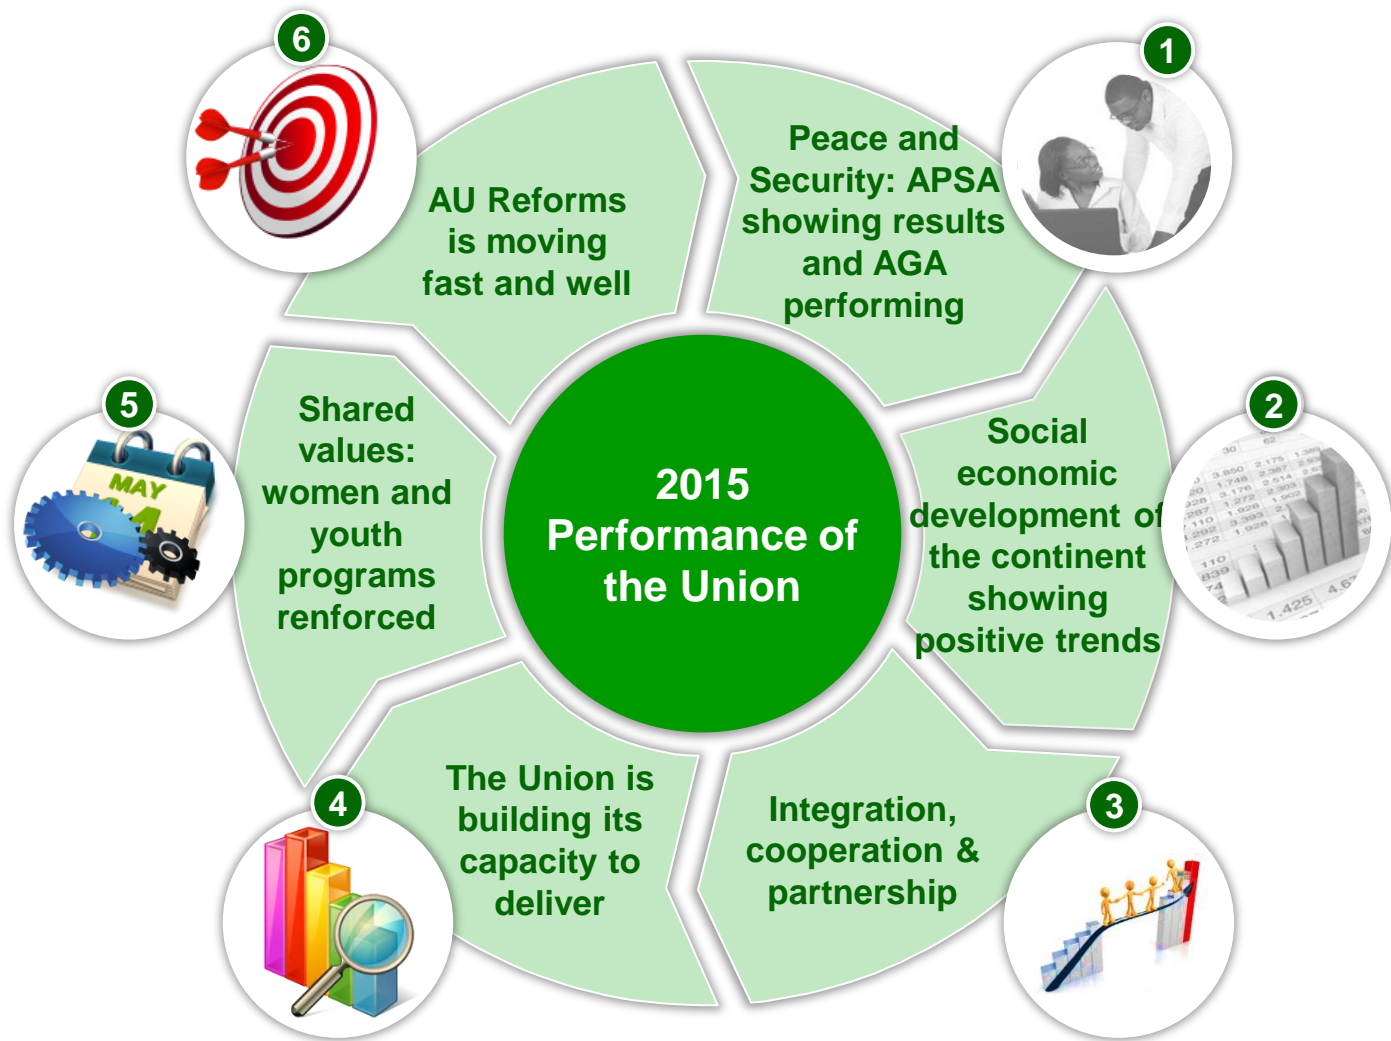 2015
Performance of
the Union
1
Peace and
Security: APSA
showing results
and AGA
performing
2
Social
economic
development of
the continent
showing
positive trends
3
Integration,
cooperation &
partnership
4
The Union is
building its
capacity to
deliver
5
Shared
values:
women and
youth
programs
renforced
MAY
6
AU Reforms
is moving
fast and well